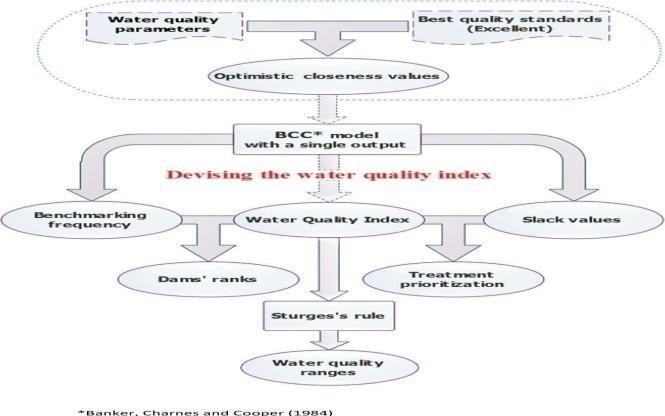 Water quality
parameters
Best quality standards
(Excellent)
Optimistic closeness values
BCC* model
with a single output
Devising the water quality index
Benchmarking
frequency
Water Quality Index
Slack values
Dams' ranks
Treatment
prioritization
Sturges's rule
Water quality
ranges
*Banker, Charnes and Cooper (1984)